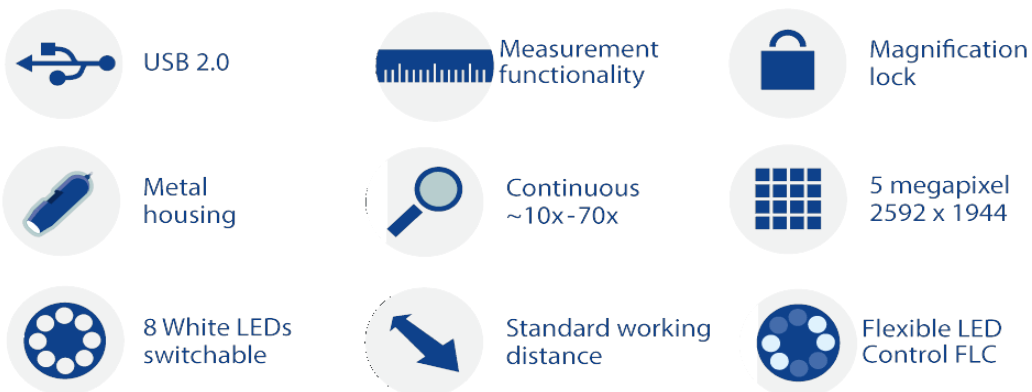 USB 2.0
Measurement
functionality
Magnification
lock
Metal
housing
Continuous
~10x-70x
5 megapixel
2592 x 1944
8 White LEDs
switchable
Standard working
distance
Flexible LED
Control FLC